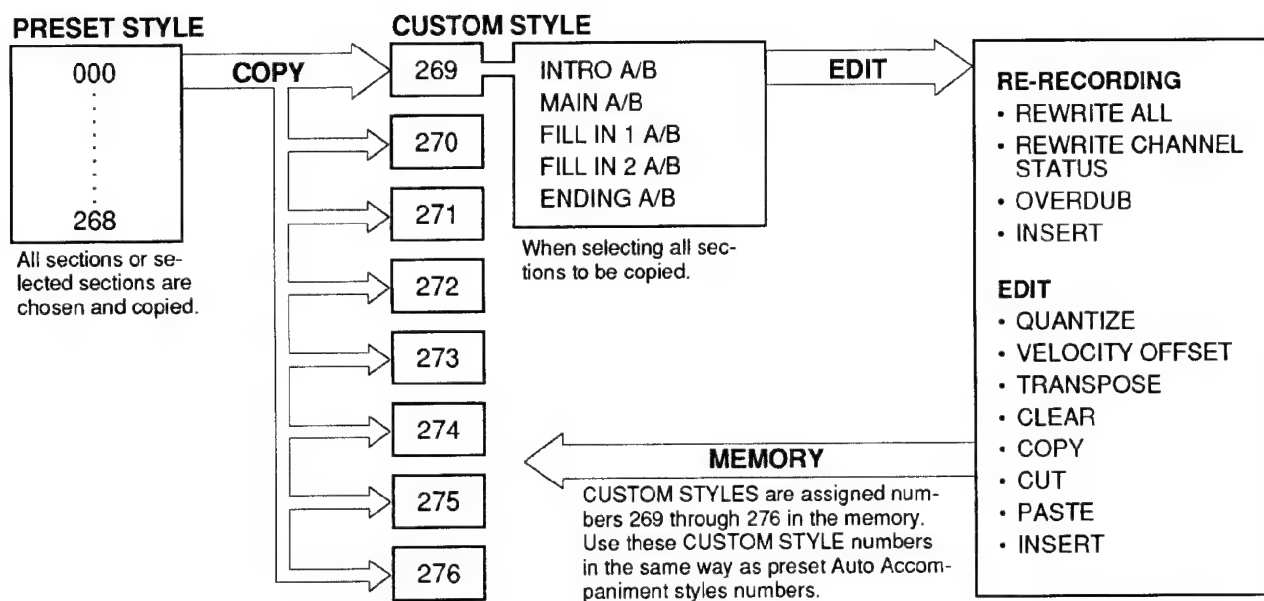 PRESET STYLE
000
268
All sections or se-
lected sections are
chosen and copied.
COPY
CUSTOM STYLE
269
270
271
272
273
274
275
276
INTRO A/B
MAIN A/B
FILL IN 1 A/B
FILL IN 2 A/B
ENDING A/B
When selecting all sec-
tions to be copied.
EDIT
RE-RECORDING
• REWRITE ALL
• REWRITE CHANNEL
STATUS
• OVERDUB
• INSERT
EDIT
• QUANTIZE
• VELOCITY OFFSET
• TRANSPOSE
• CLEAR
• COPY
• CUT
• PASTE
• INSERT
MEMORY
CUSTOM STYLES are assigned num-
bers 269 through 276 in the memory.
Use these CUSTOM STYLE numbers
in the same way as preset Auto Accom-
paniment styles numbers.